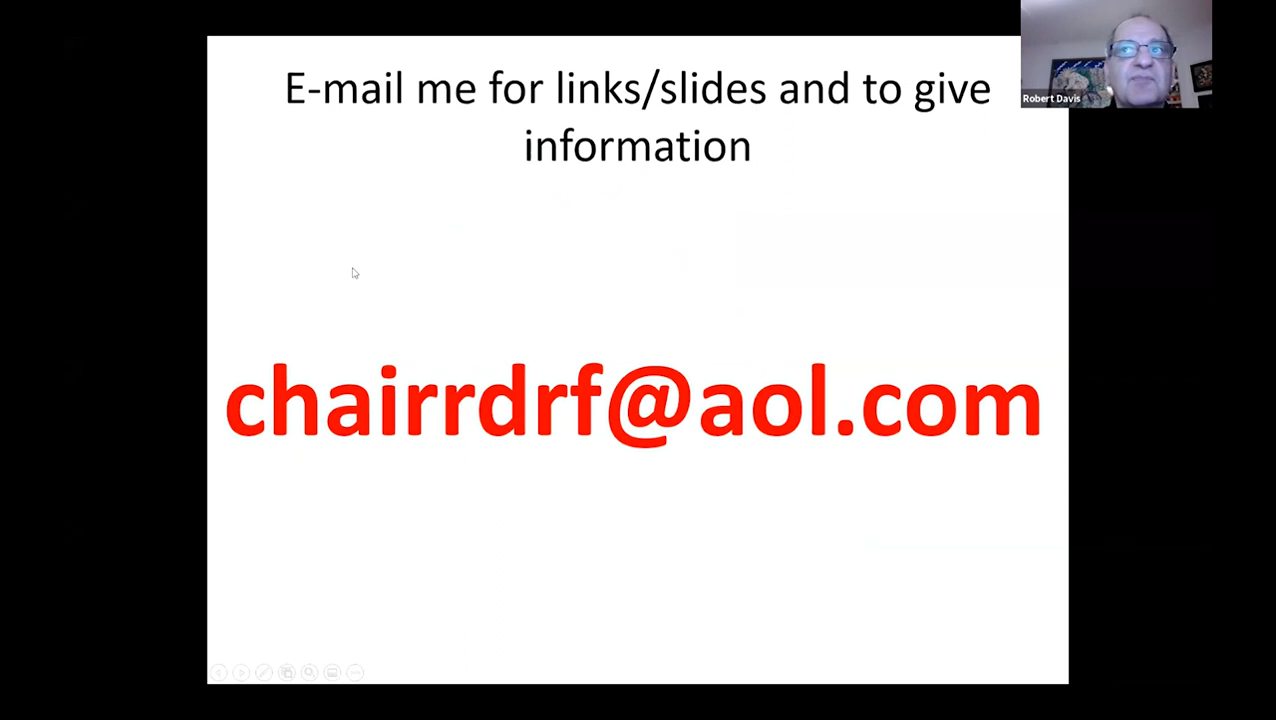 E-mail me for links/slides and to give
information
Robert Davis
chairrdrf@aol.com